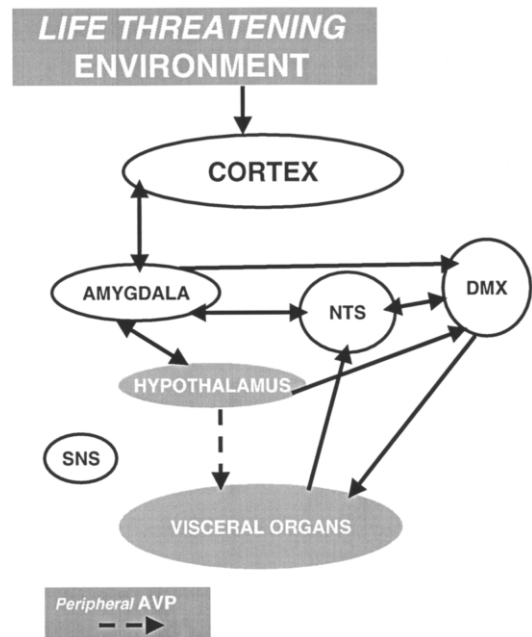 LIFE THREATENING
ENVIRONMENT
CORTEX
AMYGDALA
NTS
DMX
HYPOTHALAMUS
SNS
VISCERAL ORGANS
Peripheral AVP